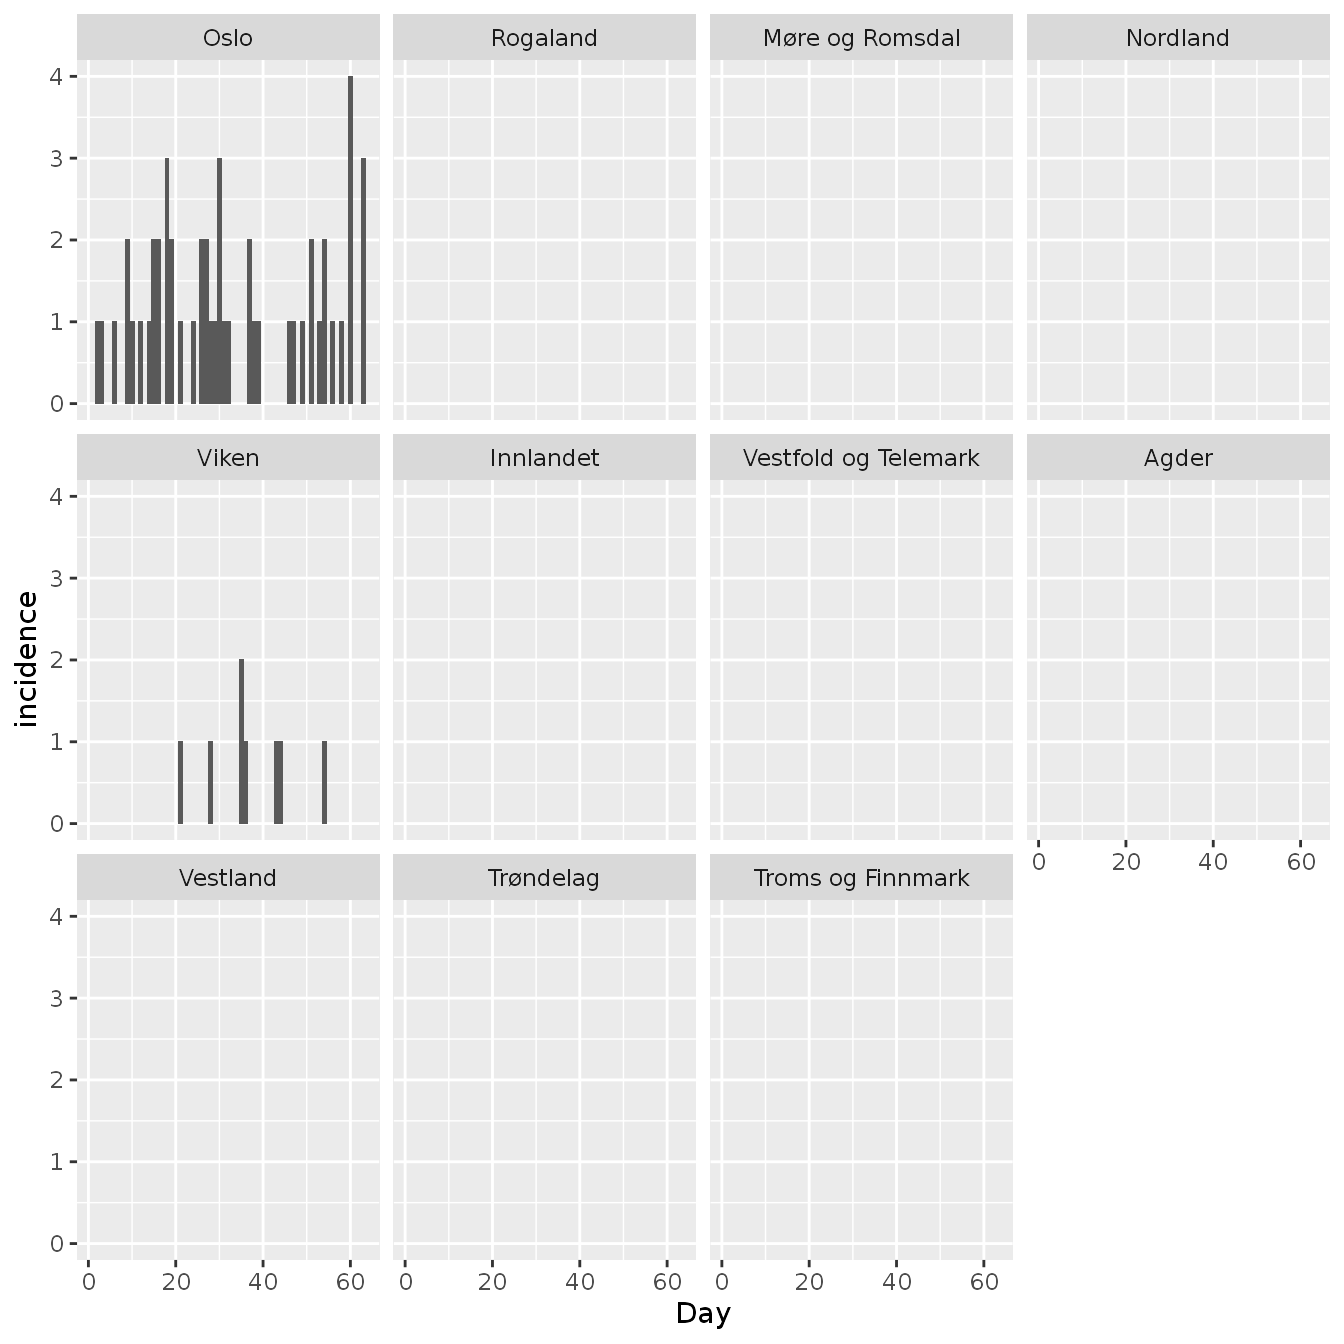 Oslo Rogaland Møre og Romsdal Nordland
4
3
2
1
0
Viken Innlandet Vestfold og Telemark Agder
4
3
2
1
0
0 20 40 60
Vestland Trøndelag Troms og Finnmark
4
3
2
1
0
0 20 40 60 0 20 40 60 0 20 40 60
Day
incidence